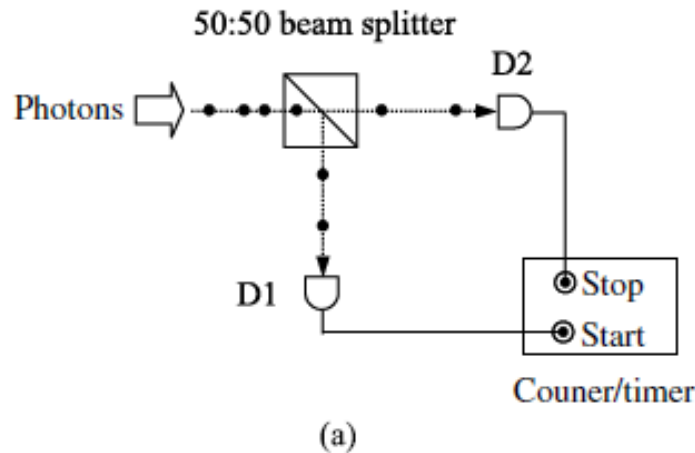 50:50 beam splitter
D2
Photons
D1
Stop
Start
Couner/timer
(a)